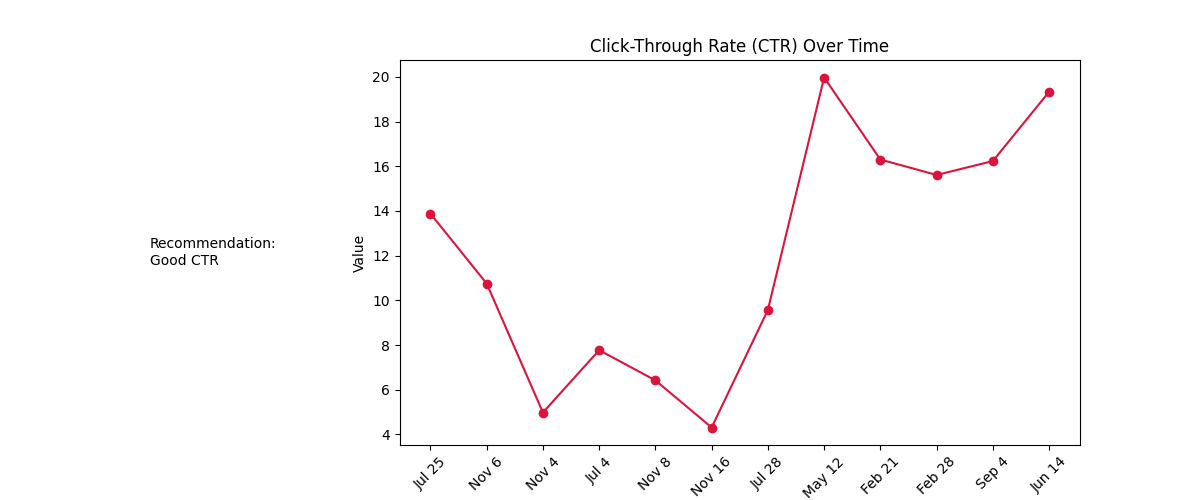 Click-Through Rate (CTR) Over Time
Recommendation:
Good CTR
Value
20
18
16
14
12
10
8
6
4
Jul 25
Nov 6
Nov 4
Jul 4
Nov 8
Nov 16
Jul 28
May 12
Feb 21
Feb 28
Sep 4
Jun 14